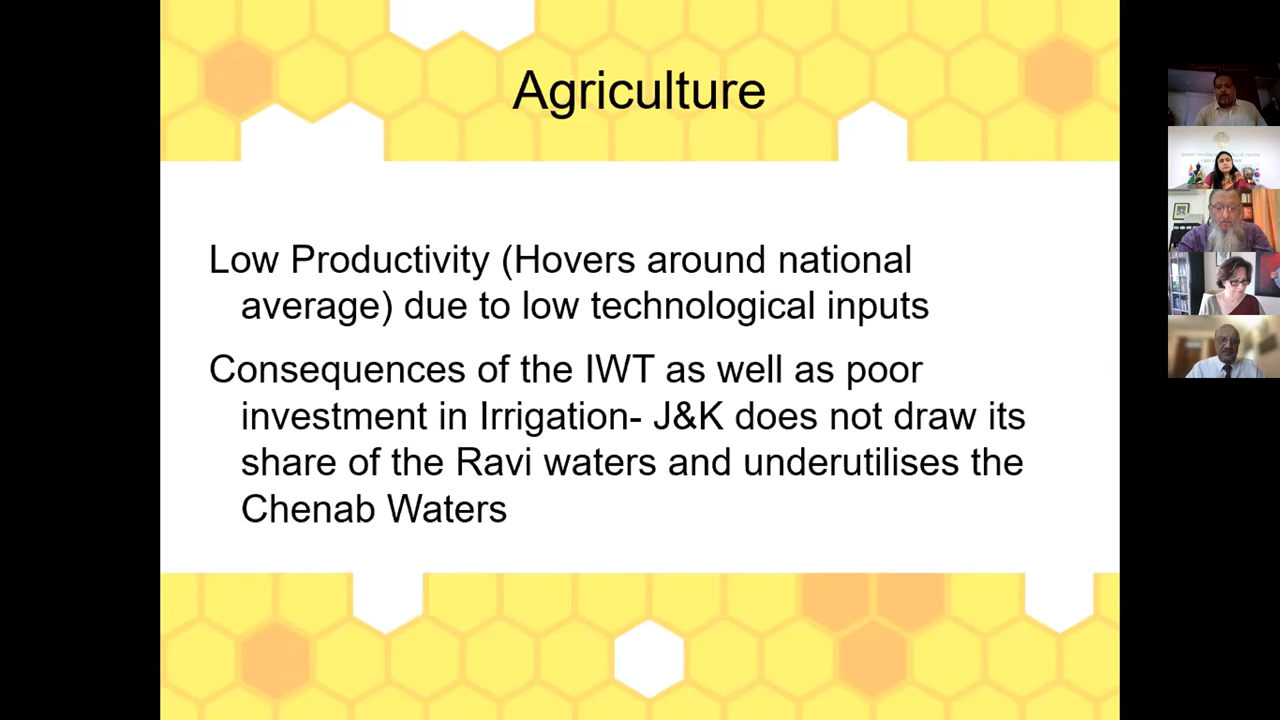 Agriculture
Low Productivity (Hovers around national
average) due to low technological inputs
Consequences of the IWT as well as poor
investment in Irrigation- J&K does not draw its
share of the Ravi waters and underutilises the
Chenab Waters